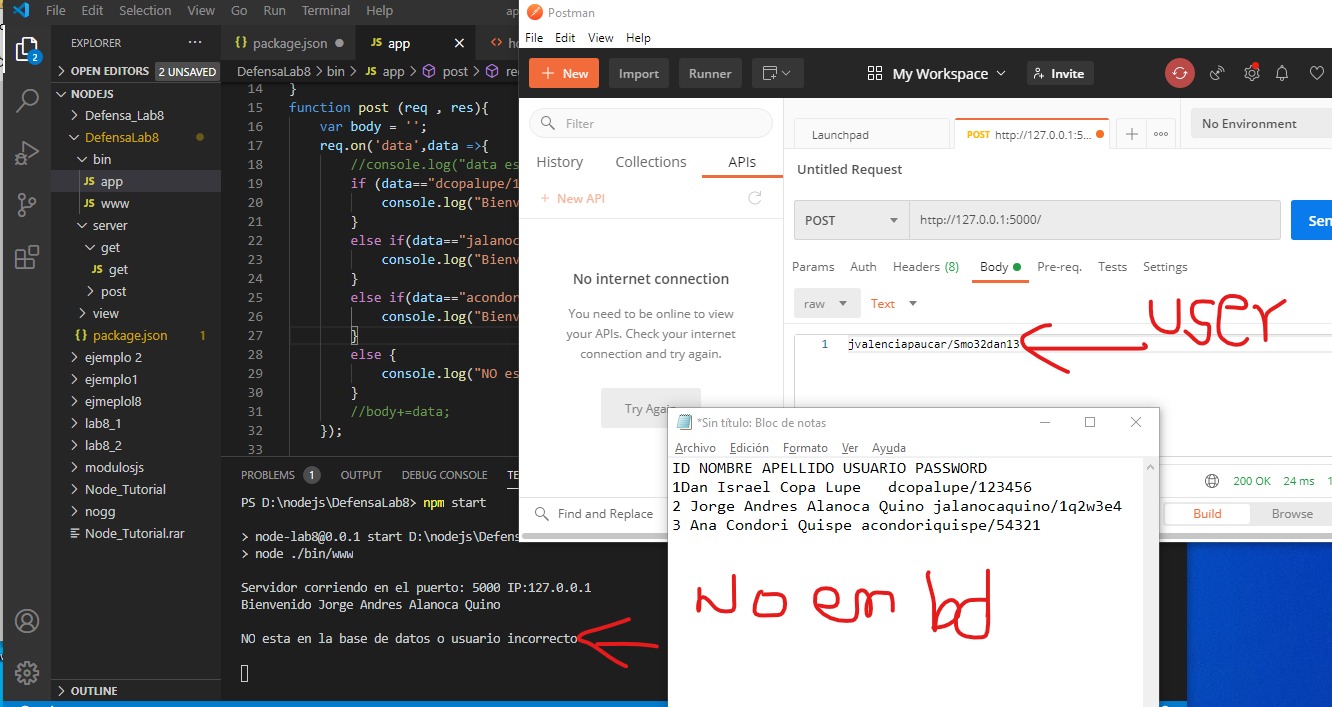 File Edit Selection View Go Run Terminal Help
EXPLORER
2
OPEN EDITORS 2 UNSAVED
NODEJS
Defensa_Lab8
DefensaLab8
bin
JS app
JS www
server
get
JS get
post
view
{} package.json 1
ejemplo 2
ejemplo1
ejmeplol8
lab8_1
lab8_2
modulosjs
Node_Tutorial
nogg
Node_Tutorial.rar
OUTLINE
{} package.json
JS app
DefensaLab8 > bin > JS app > post >
14 }
15 function post (req , res){
16 var body = '';
17 req.on('data',data =>{
18 //console.log("data es
19 if (data=="dcopalupe/1
20 console.log("Bienv
21 }
22 else if(data=="jalanoc
23 console.log("Bienv
24 }
25 else if(data=="acondor
26 console.log("Bienv
27 }
28 else {
29 console.log("NO es
30 }
31 //body+=data;
32 });
33
PROBLEMS 1 OUTPUT DEBUG CONSOLE TE
PS D:\nodejs\DefensaLab8> npm start
> node-lab8@0.0.1 start D:\nodejs\Defens
> node ./bin/www
Servidor corriendo en el puerto: 5000 IP:127.0.0.1
Bienvenido Jorge Andres Alanoca Quino
NO esta en la base de datos o usuario incorrecto
Postman
File Edit View Help
+ New Import Runner My Workspace Invite
Filter
History Collections APIs
+ New API
No internet connection
You need to be online to view
your APIs. Check your internet
connection and try again.
Try Again
Find and Replace
Launchpad POST http://127.0.0.1:5... No Environment
Untitled Request
POST http://127.0.0.1:5000/ Sen
Params Auth Headers (8) Body Pre-req. Tests Settings
raw Text
1 jvalenciapaucar/Smo32dan13
user
200 OK 24 ms 1
Build Browse
*Sin título: Bloc de notas
Archivo Edición Formato Ver Ayuda
ID NOMBRE APELLIDO USUARIO PASSWORD
1Dan Israel Copa Lupe dcopalupe/123456
2 Jorge Andres Alanoca Quino jalanocaquino/1q2w3e4
3 Ana Condori Quispe acondoriquispe/54321
No en bd